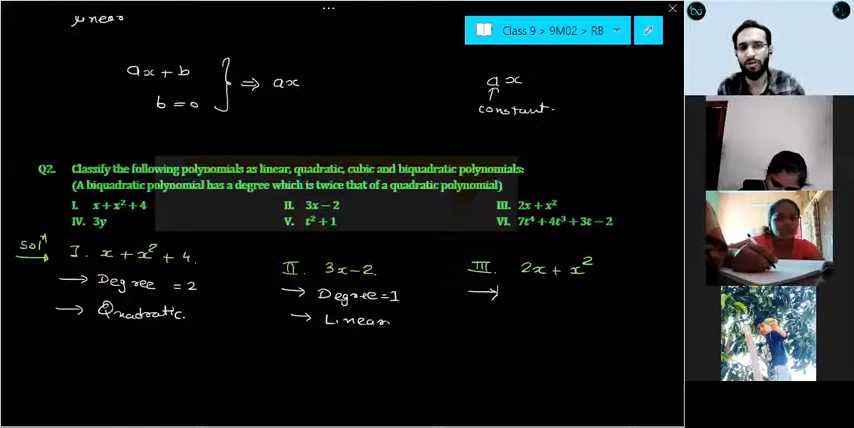 Linear
Class 9 > 9M02 > RB
ax + b
b = 0
⇒ ax
ax
constant.
Q2. Classify the following polynomials as linear, quadratic, cubic and biquadratic polynomials:
(A biquadratic polynomial has a degree which is twice that of a quadratic polynomial)
I. x + x² + 4 II. 3x − 2 III. 2x + x²
IV. 3y V. t² + 1 VI. 7t⁴ + 4t³ + 3t − 2
Solⁿ
I. x + x² + 4.
→ Degree = 2
→ Quadratic.
II. 3x − 2.
→ Degree = 1
→ Linear
III. 2x + x²
→